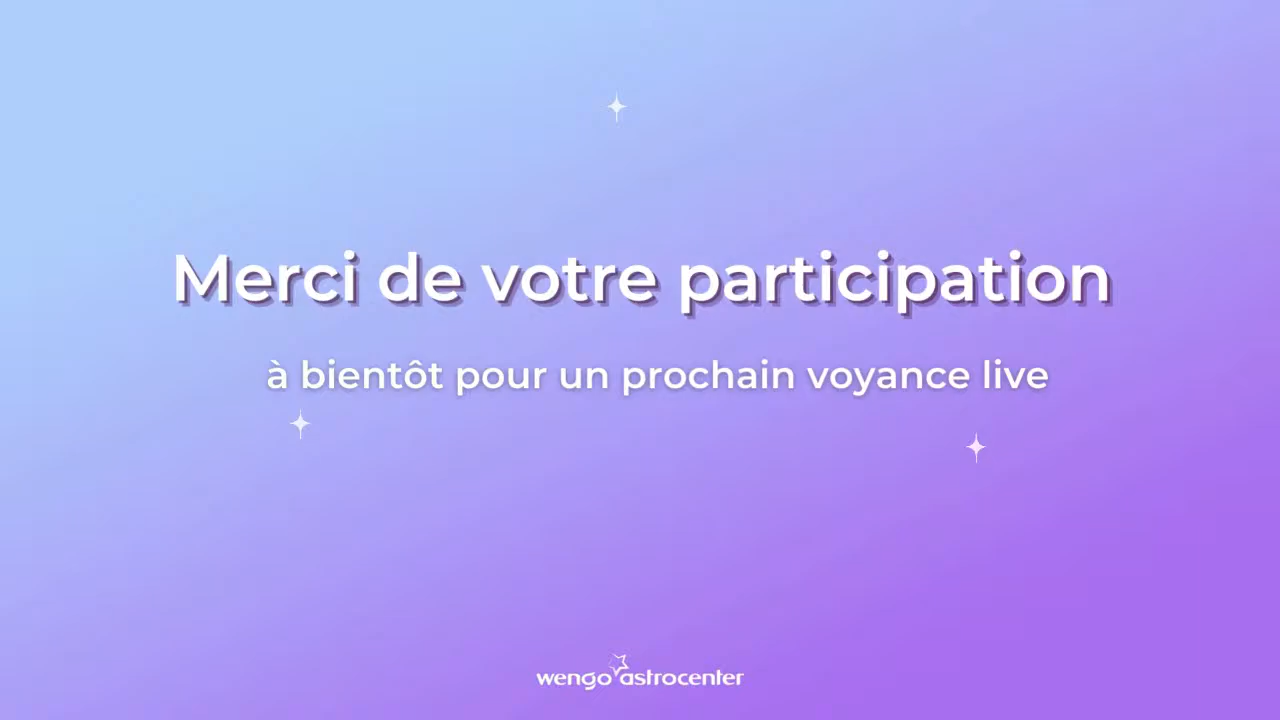 Merci de votre participation
à bientôt pour un prochain voyance live
wengo astrocenter